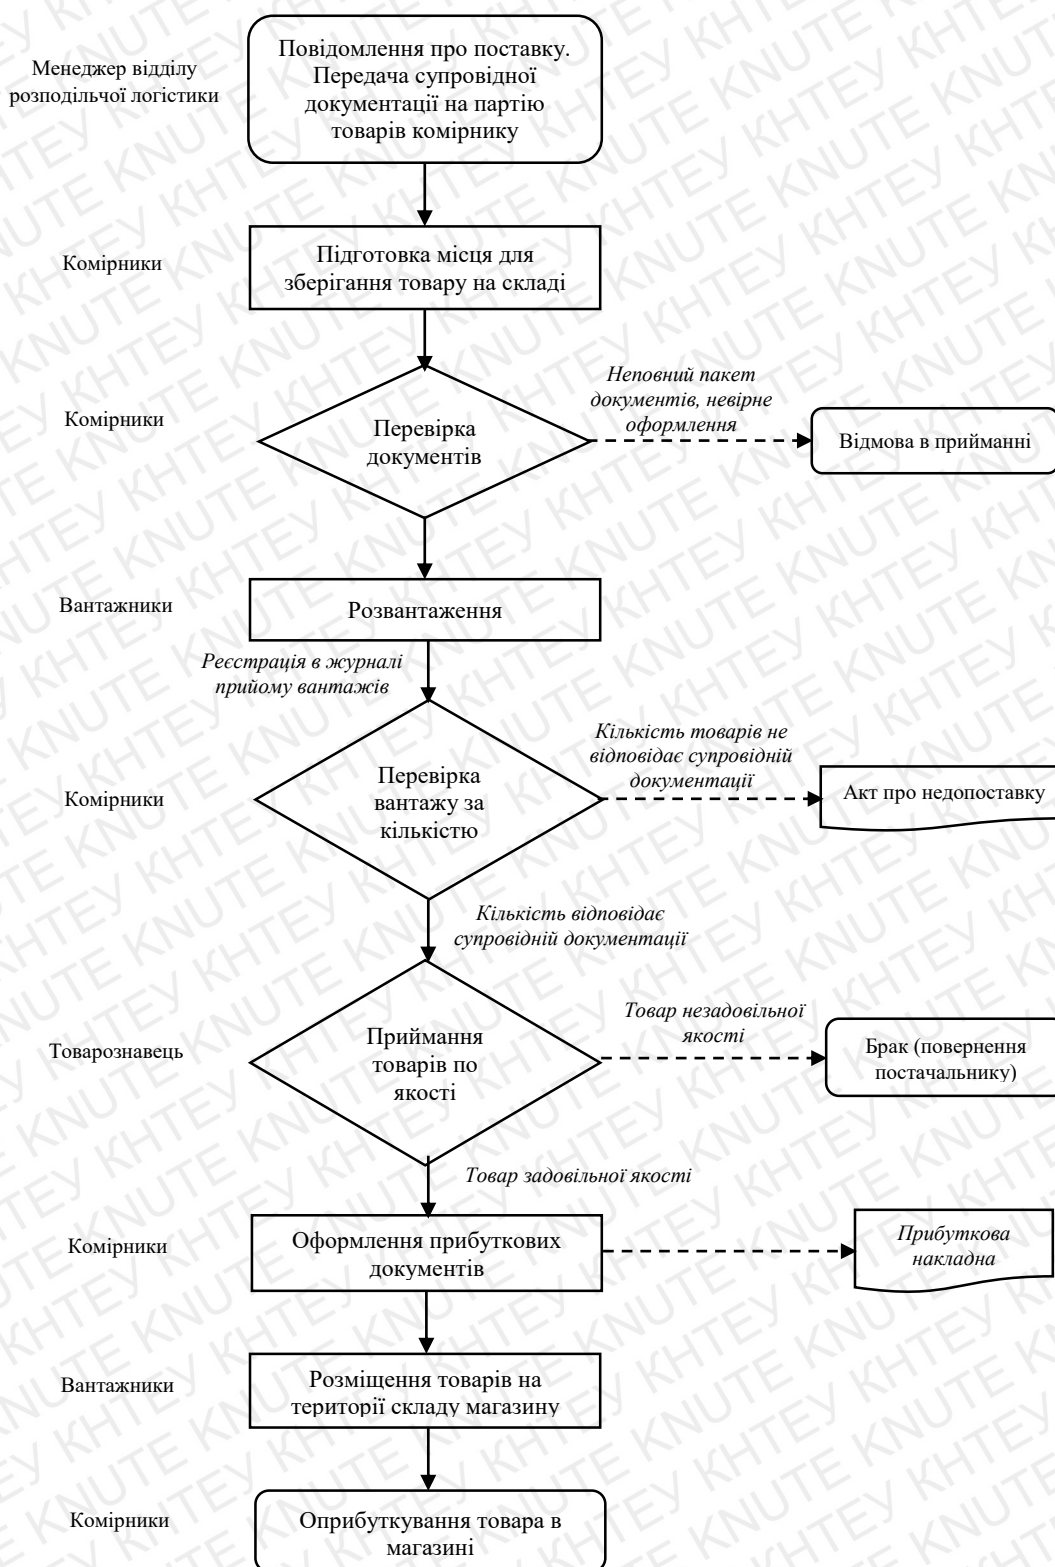 Менеджер відділу
розподільчої логістики
Повідомлення про поставку.
Передача супровідної
документації на партію
товарів комірнику
Комірники
Підготовка місця для
зберігання товару на складі
Комірники
Перевірка
документів
Неповний пакет
документів, невірне
оформлення
Відмова в прийманні
Вантажники
Розвантаження
Реєстрація в журналі
прийому вантажів
Комірники
Перевірка
вантажу за
кількістю
Кількість товарів не
відповідає супровідній
документації
Акт про недопоставку
Кількість відповідає
супровідній документації
Товарознавець
Приймання
товарів по
якості
Товар незадовільної
якості
Брак (повернення
постачальнику)
Товар задовільної якості
Комірники
Оформлення прибуткових
документів
Прибуткова
накладна
Вантажники
Розміщення товарів на
території складу магазину
Комірники
Оприбуткування товара в
магазині